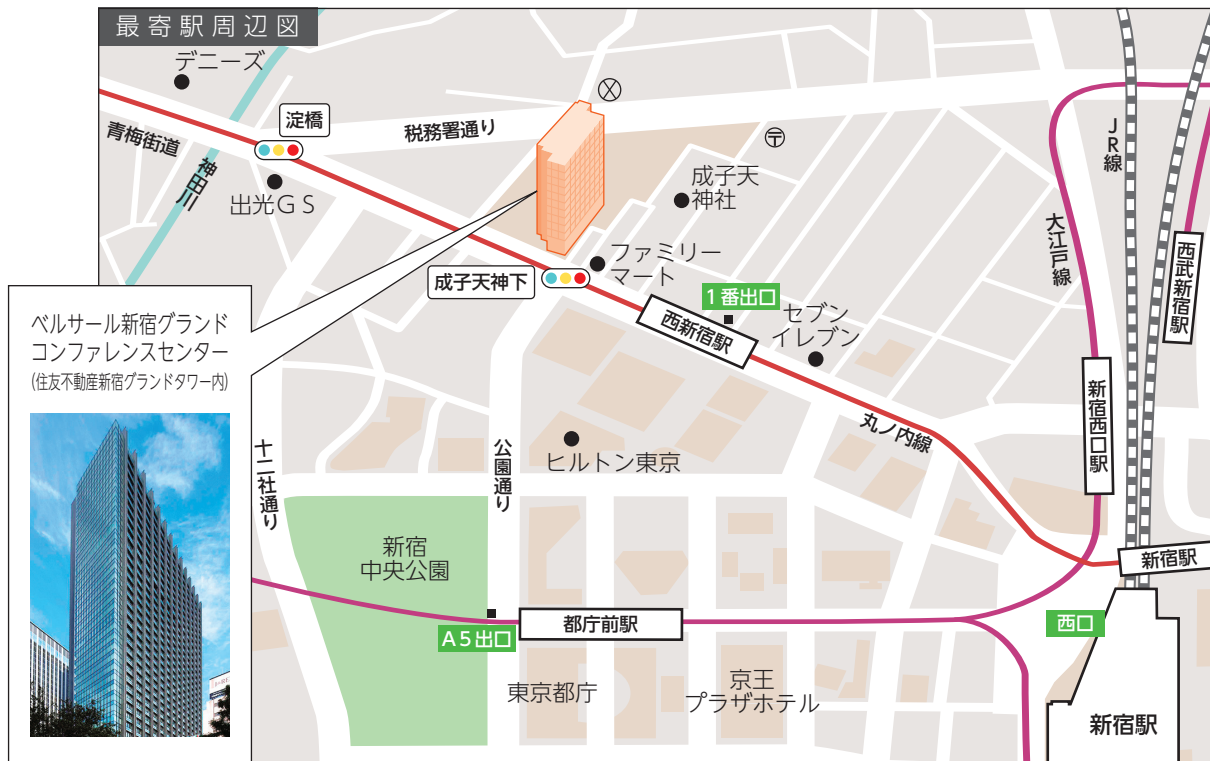 最寄駅周辺図
デニーズ
淀橋
青梅街道
神田川
出光ＧＳ
税務署通り
〒
成子天
神社
ファミリー
マート
成子天神下
1番出口
西新宿駅
セブン
イレブン
JR線
大江戸線
西武新宿駅
新宿西口駅
丸ノ内線
新宿駅
ベルサール新宿グランド
コンファレンスセンター
(住友不動産新宿グランドタワー内)
十二社通り
公園通り
ヒルトン東京
新宿
中央公園
A5出口
都庁前駅
西口
東京都庁
京王
プラザホテル
新宿駅